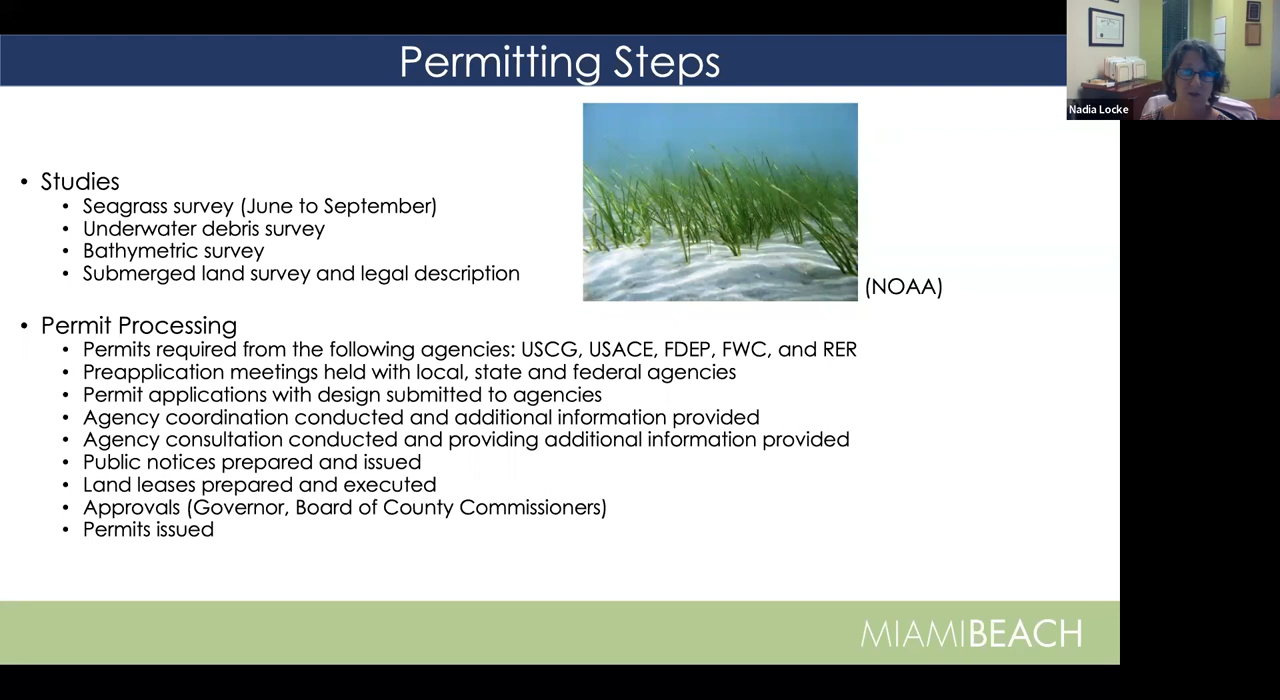 Permitting Steps
Nadia Locke
• Studies
• Seagrass survey (June to September)
• Underwater debris survey
• Bathymetric survey
• Submerged land survey and legal description
(NOAA)
• Permit Processing
• Permits required from the following agencies: USCG, USACE, FDEP, FWC, and RER
• Preapplication meetings held with local, state and federal agencies
• Permit applications with design submitted to agencies
• Agency coordination conducted and additional information provided
• Agency consultation conducted and providing additional information provided
• Public notices prepared and issued
• Land leases prepared and executed
• Approvals (Governor, Board of County Commissioners)
• Permits issued
MIAMIBEACH